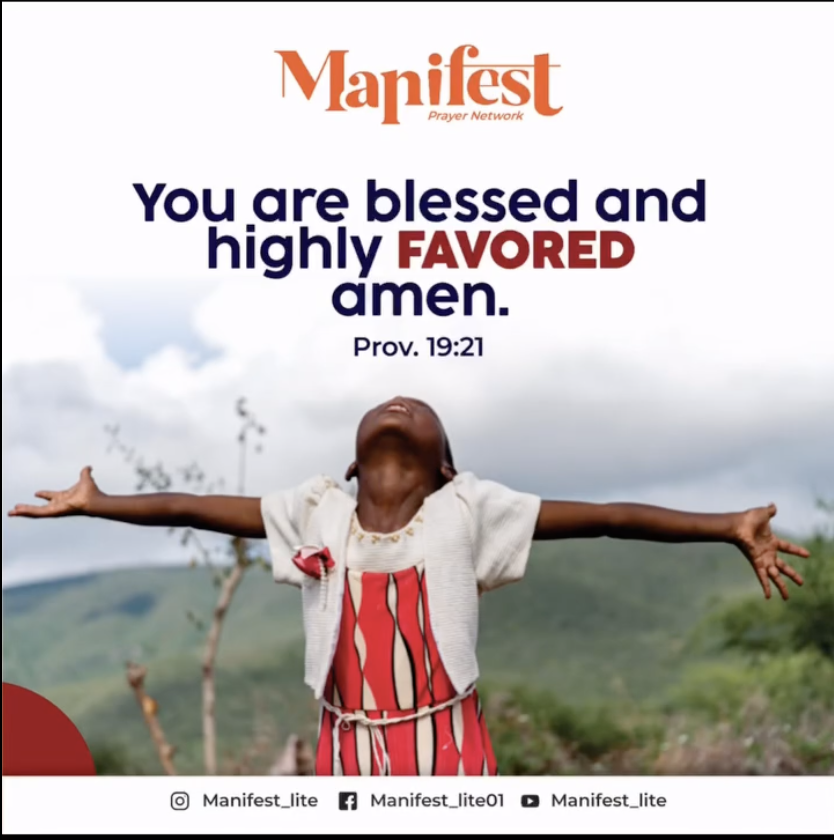 Manifest
Prayer Network
You are blessed and
highly FAVORED
amen.
Prov. 19:21
Manifest_lite Manifest_lite01 Manifest_lite